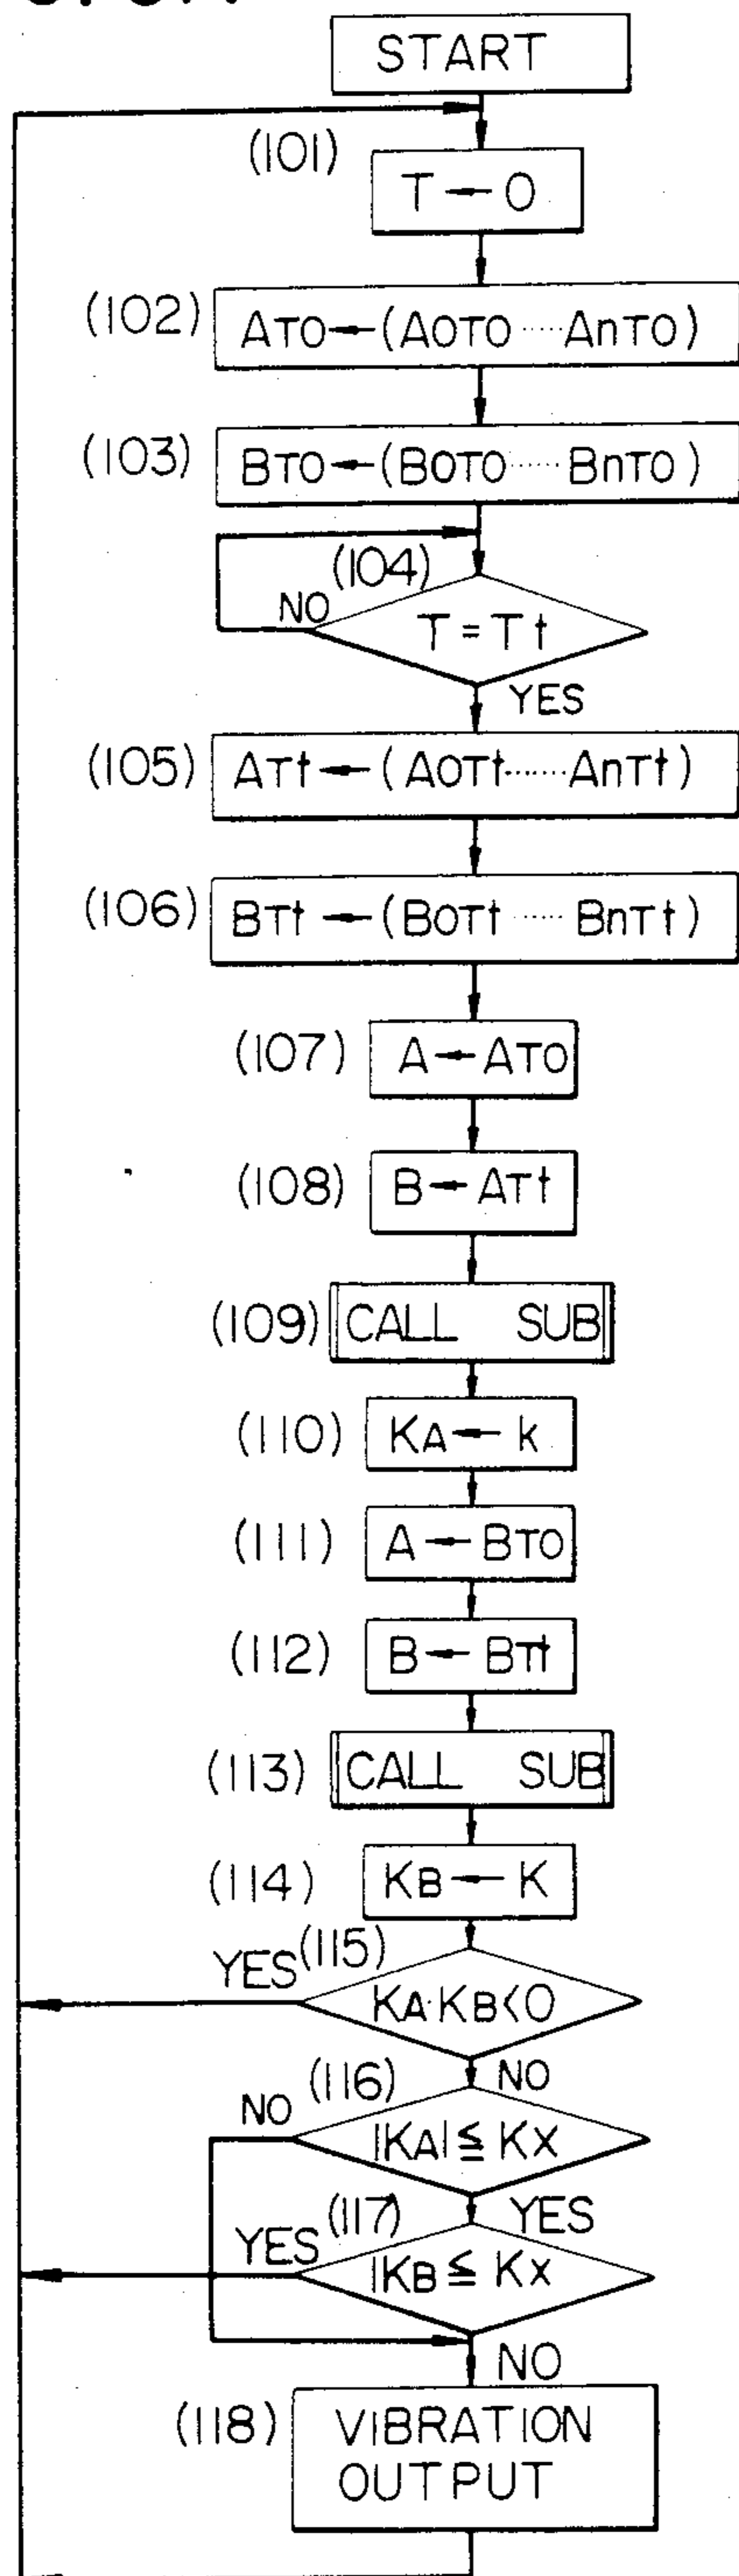 START
(101)
T ← O
(102) ATO ← (AOTO ..... AnTO)
(103) BTO ← (BOTO ..... BnTO)
(104)
NO
T = Tt
YES
(105) ATt ← (AOTt ....... AnTt)
(106) BTt ← (BOTt ..... BnTt)
(107) A ← ATO
(108) B ← ATt
(109) CALL SUB
(110) KA ← k
(111) A ← BTO
(112) B ← BTt
(113) CALL SUB
(114) KB ← K
YES (115)
KA·KB<O
NO
(116)
NO
|KA| ≦ Kx
YES
(117)
YES
|KB ≦ Kx
NO
(118) VIBRATION
OUTPUT